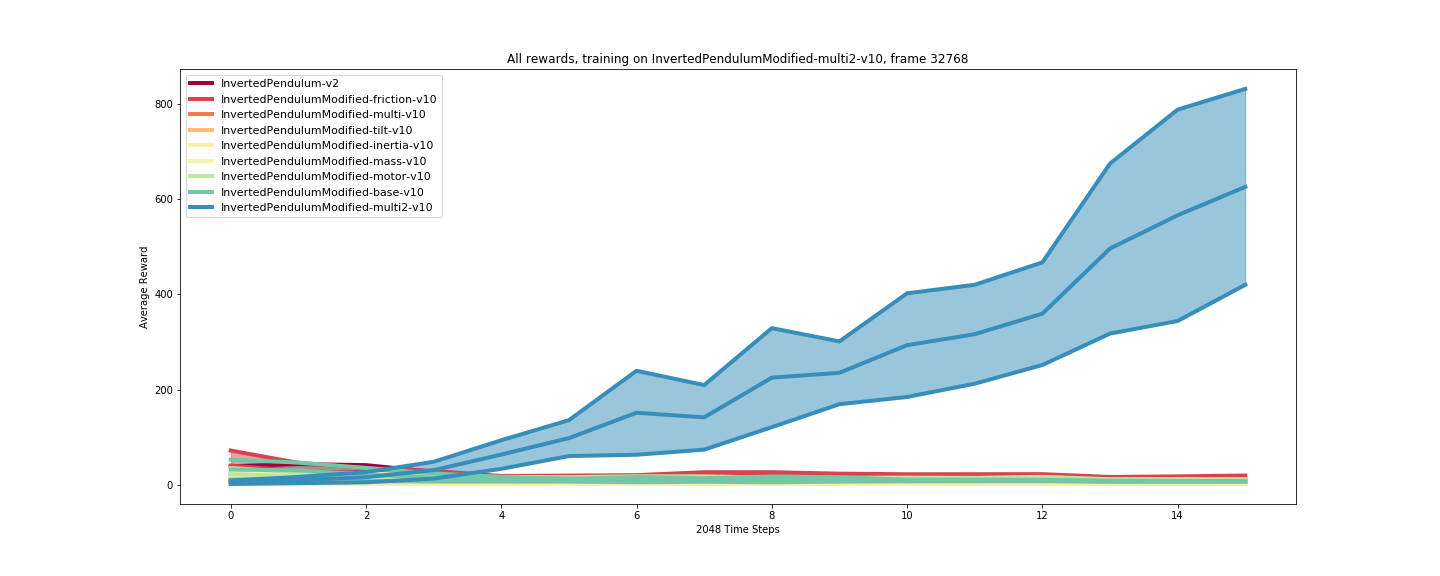 All rewards, training on InvertedPendulumModified-multi2-v10, frame 32768
InvertedPendulum-v2
InvertedPendulumModified-friction-v10
InvertedPendulumModified-multi-v10
InvertedPendulumModified-tilt-v10
InvertedPendulumModified-inertia-v10
InvertedPendulumModified-mass-v10
InvertedPendulumModified-motor-v10
InvertedPendulumModified-base-v10
InvertedPendulumModified-multi2-v10
800
600
400
200
0
Average Reward
0 2 4 6 8 10 12 14
2048 Time Steps